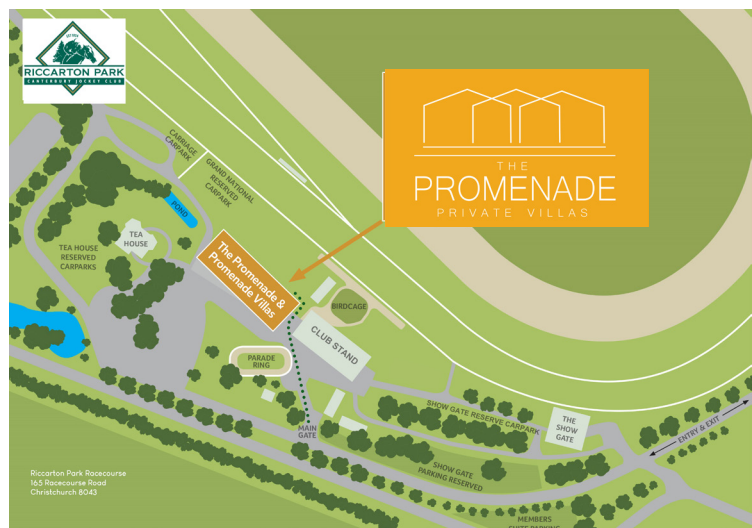 RICCARTON PARK
CANTERBURY JOCKEY CLUB
THE
PROMENADE
PRIVATE VILLAS
CARRIAGE
CARPARK
GRAND NATIONAL
RESERVED
CARPARK
POND
TEA
HOUSE
TEA HOUSE
RESERVED
CARPARKS
The Promenade &
Promenade Villas
BIRDCAGE
CLUB STAND
PARADE
RING
MAIN
GATE
SHOW GATE RESERVE CARPARK
THE
SHOW
GATE
ENTRY & EXIT
SHOW GATE
PARKING RESERVED
MEMBERS
SUITE PARKING
Riccarton Park Racecourse
165 Racecourse Road
Christchurch 8043